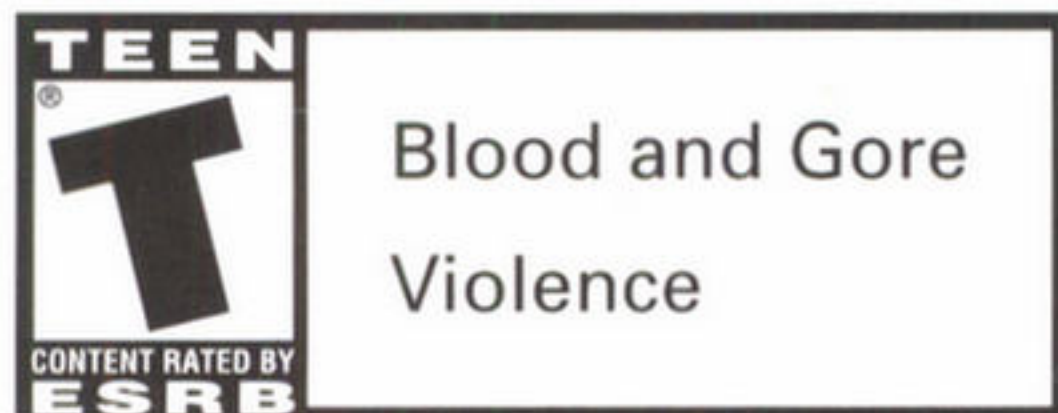 TEEN
®
T
CONTENT RATED BY
ESRB
Blood and Gore
Violence